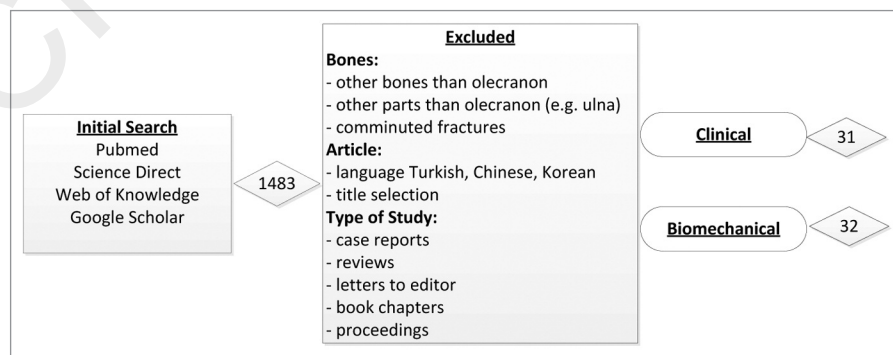 Initial Search
Pubmed
Science Direct
Web of Knowledge
Google Scholar
1483
Excluded
Bones:
- other bones than olecranon
- other parts than olecranon (e.g. ulna)
- comminuted fractures
Article:
- language Turkish, Chinese, Korean
- title selection
Type of Study:
- case reports
- reviews
- letters to editor
- book chapters
- proceedings
Clinical
31
Biomechanical
32